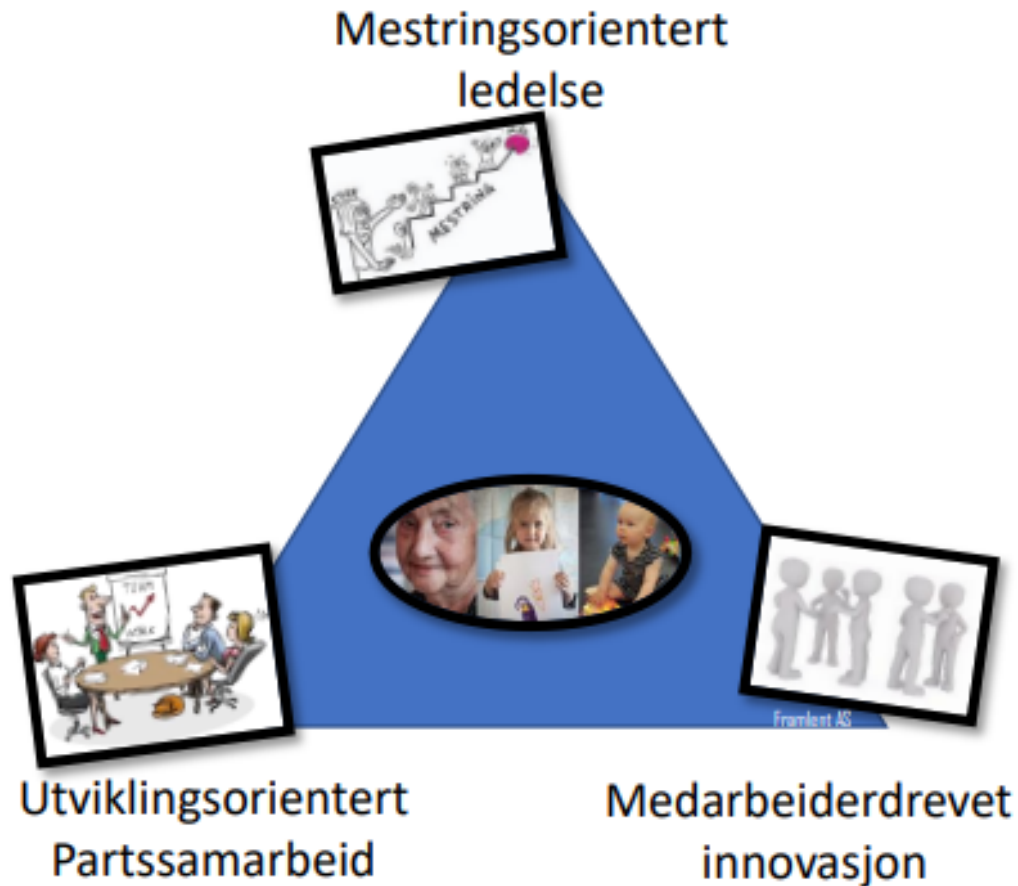 Mestringsorientert
ledelse
MESTRING
TEAM
WORK
Framlent AS
Utviklingsorientert
Partssamarbeid
Medarbeiderdrevet
innovasjon